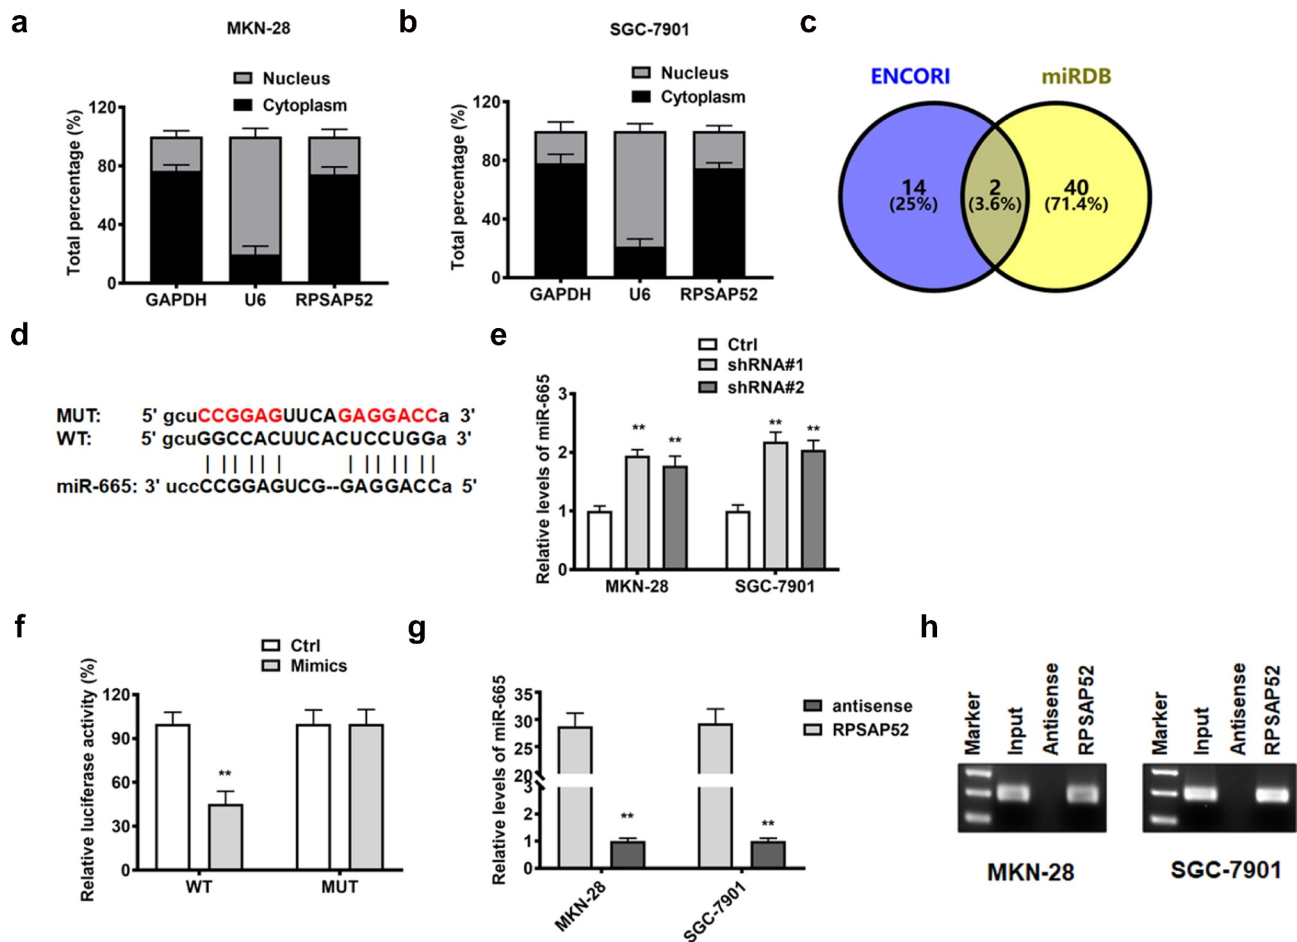 a
MKN-28
Nucleus
Cytoplasm
Total percentage (%)
120
80
40
0
GAPDH U6 RPSAP52
b
SGC-7901
Nucleus
Cytoplasm
Total percentage (%)
120
80
40
0
GAPDH U6 RPSAP52
c
ENCORI miRDB
14 2 40
(25%) (3.6%) (71.4%)
d
MUT: 5' gcuCCGGAGUUCAGAGGACCa 3'
WT: 5' gcuGGCCACUUCACUCCUGGa 3'
miR-665: 3' uccCCGGAGUCG--GAGGACCa 5'
e
Ctrl
shRNA#1
shRNA#2
Relative levels of miR-665
3
2
1
0
** ** ** **
MKN-28 SGC-7901
f
Ctrl
Mimics
Relative luciferase activity (%)
120
90
60
30
0
**
WT MUT
g
antisense
RPSAP52
Relative levels of miR-665
35
30
25
20
3
2
1
0
** **
MKN-28 SGC-7901
h
Marker Input Antisense RPSAP52
MKN-28
Marker Input Antisense RPSAP52
SGC-7901